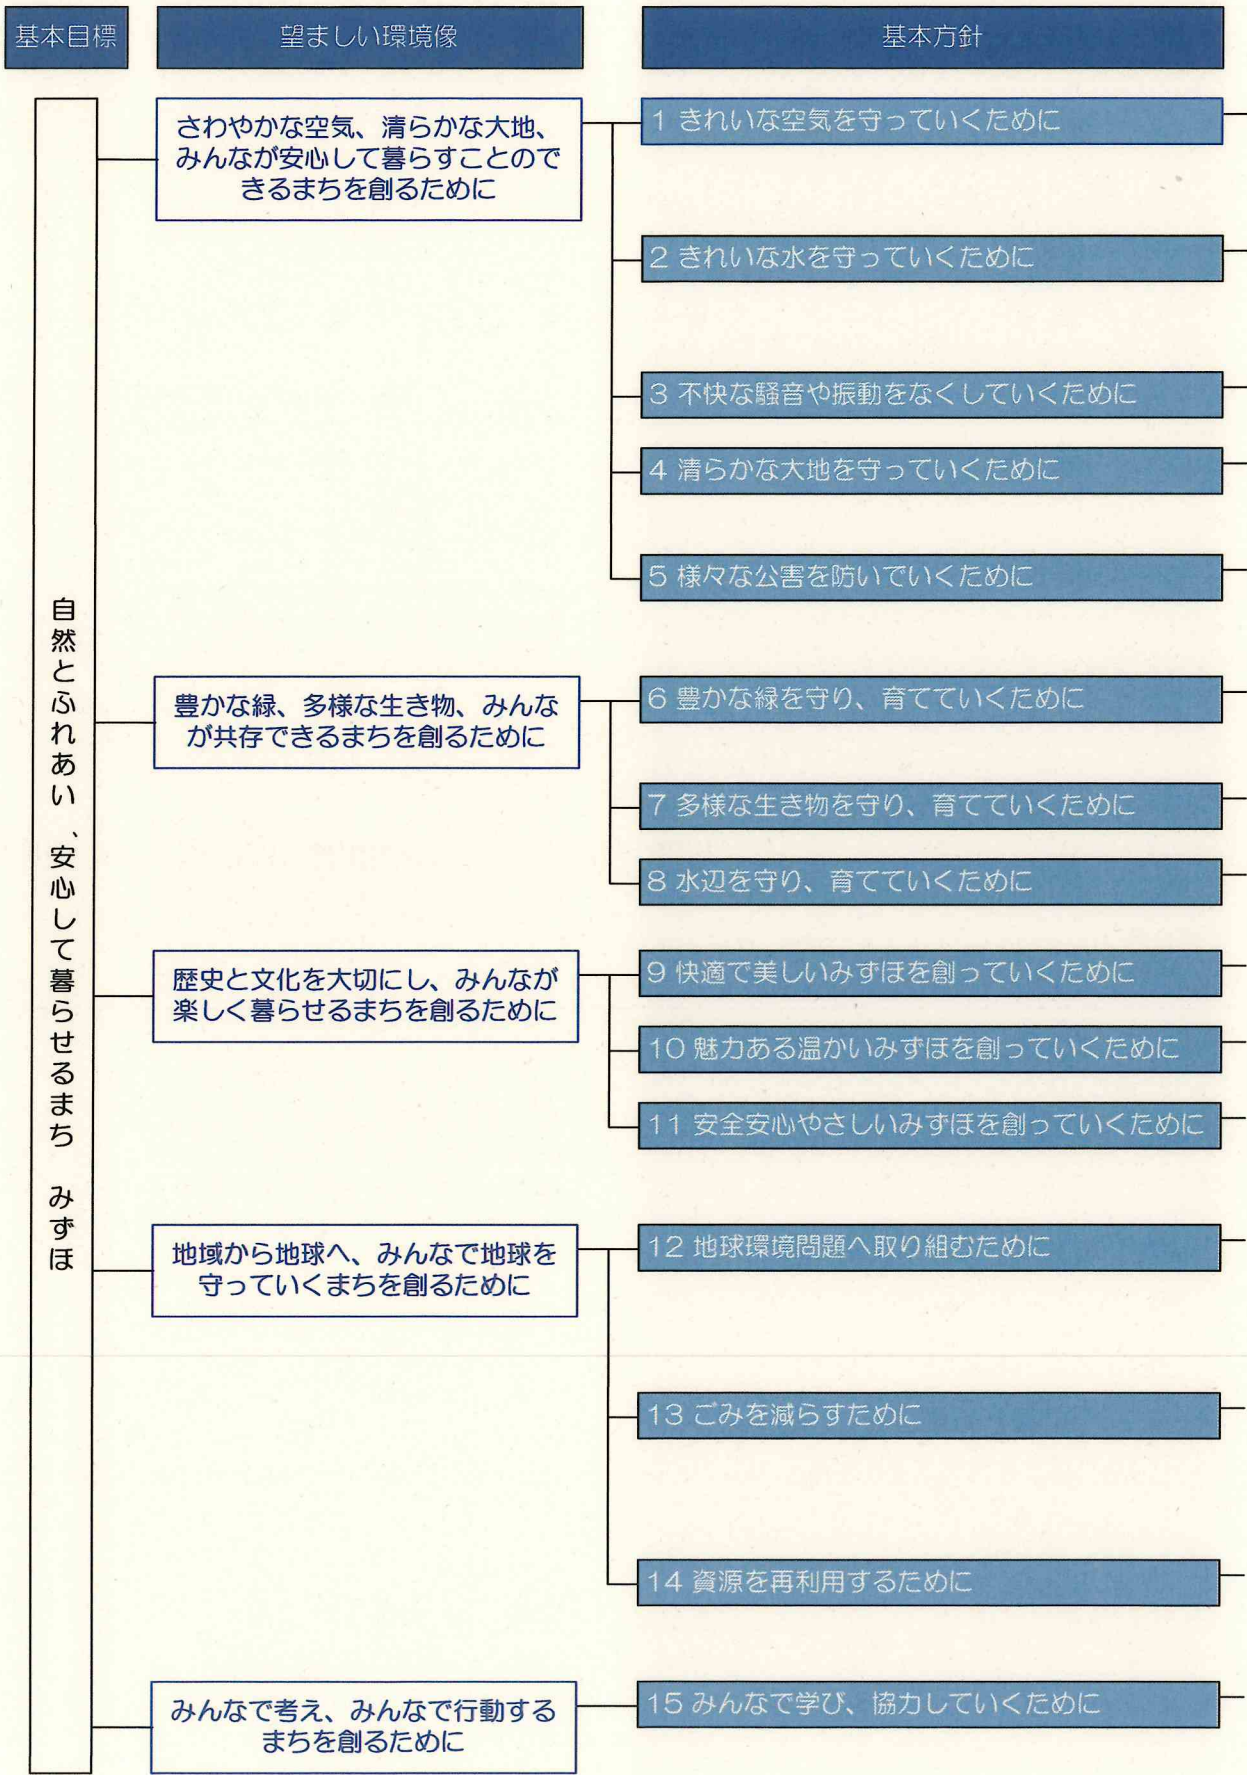 基本目標
望ましい環境像
基本方針
自然とふれあい、安心して暮らせるまち　みずほ
さわやかな空気、清らかな大地、
みんなが安心して暮らすことので
きるまちを創るために
1 きれいな空気を守っていくために
2 きれいな水を守っていくために
3 不快な騒音や振動をなくしていくために
4 清らかな大地を守っていくために
5 様々な公害を防いでいくために
豊かな緑、多様な生き物、みんな
が共存できるまちを創るために
6 豊かな緑を守り、育てていくために
7 多様な生き物を守り、育てていくために
8 水辺を守り、育てていくために
歴史と文化を大切にし、みんなが
楽しく暮らせるまちを創るために
9 快適で美しいみずほを創っていくために
10 魅力ある温かいみずほを創っていくために
11 安全安心やさしいみずほを創っていくために
地域から地球へ、みんなで地球を
守っていくまちを創るために
12 地球環境問題へ取り組むために
13 ごみを減らすために
14 資源を再利用するために
みんなで考え、みんなで行動する
まちを創るために
15 みんなで学び、協力していくために